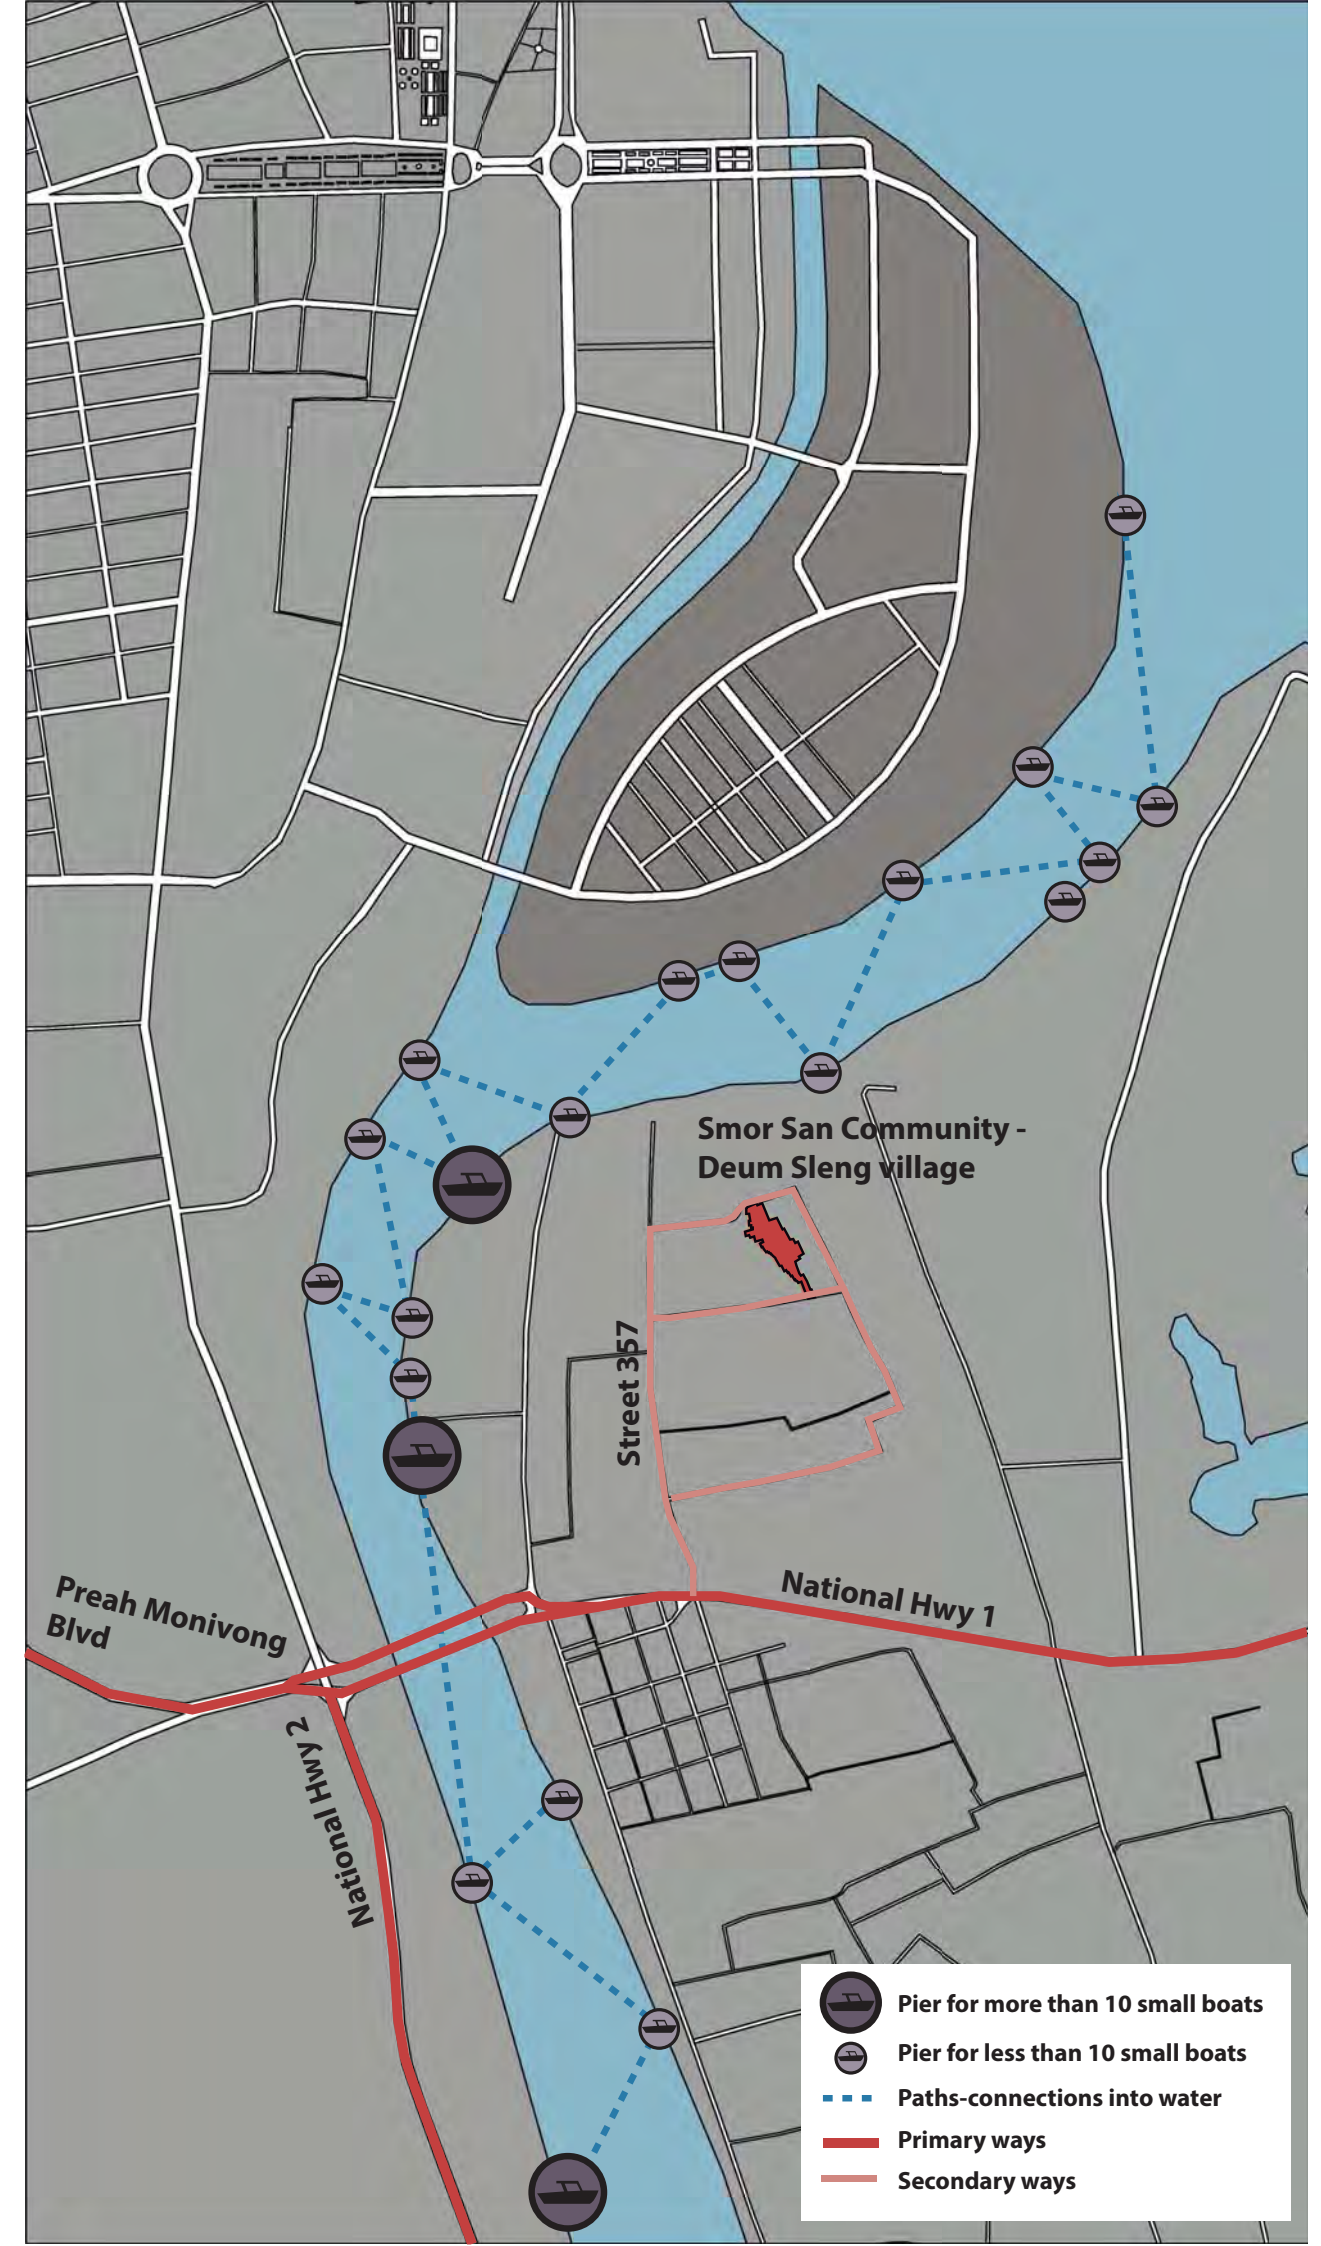 Smor San Community -
Deum Sleng village
Street 357
Preah Monivong
Blvd
National Hwy 1
National Hwy 2
Pier for more than 10 small boats
Pier for less than 10 small boats
Paths-connections into water
Primary ways
Secondary ways